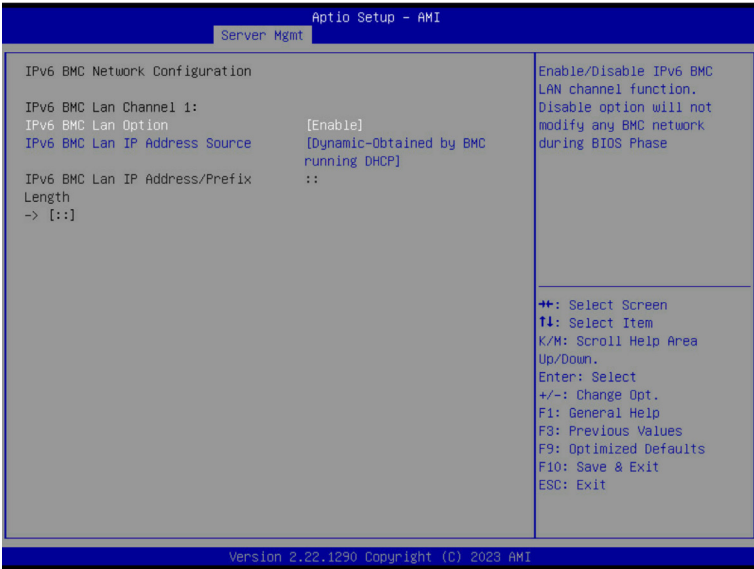 Aptio Setup – AMI
Server Mgmt
IPv6 BMC Network Configuration
IPv6 BMC Lan Channel 1:
IPv6 BMC Lan Option [Enable]
IPv6 BMC Lan IP Address Source [Dynamic-Obtained by BMC
running DHCP]
IPv6 BMC Lan IP Address/Prefix ::
Length
-> [::]
Enable/Disable IPv6 BMC
LAN channel function.
Disable option will not
modify any BMC network
during BIOS Phase
→←: Select Screen
↑↓: Select Item
K/M: Scroll Help Area
Up/Down.
Enter: Select
+/-: Change Opt.
F1: General Help
F3: Previous Values
F9: Optimized Defaults
F10: Save & Exit
ESC: Exit
Version 2.22.1290 Copyright (C) 2023 AMI